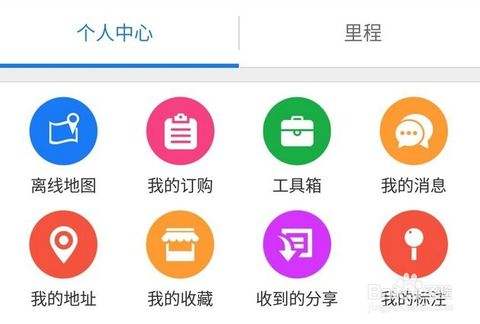 个人中心 里程
离线地图 我的订购 工具箱 我的消息
我的地址 我的收藏 收到的分享 我的标注